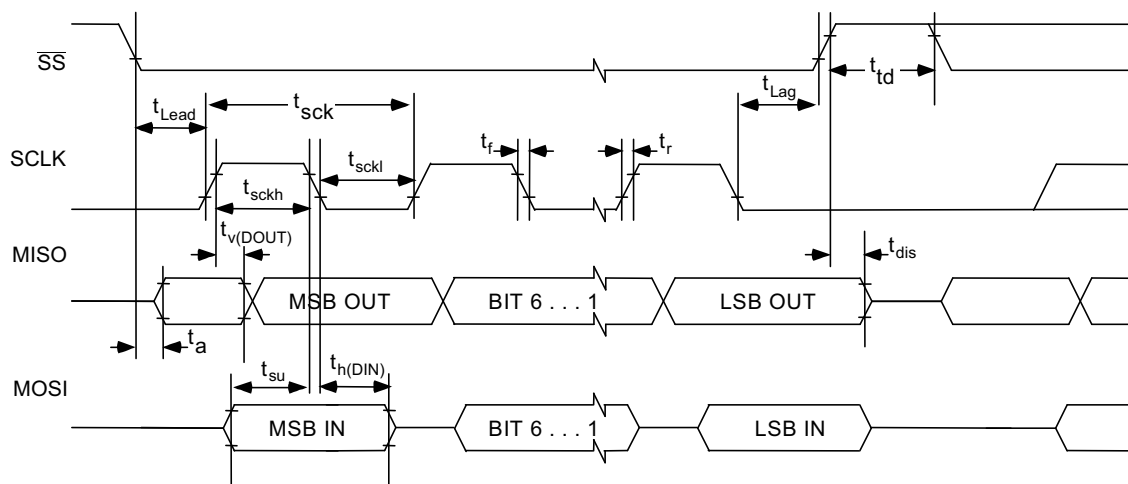 SS
t_td
t_Lag
t_Lead
t_sck
SCLK
t_f
t_r
t_sckl
t_sckh
t_v(DOUT)
MISO
t_dis
MSB OUT
BIT 6 . . . 1
LSB OUT
t_a
t_su
t_h(DIN)
MOSI
MSB IN
BIT 6 . . . 1
LSB IN